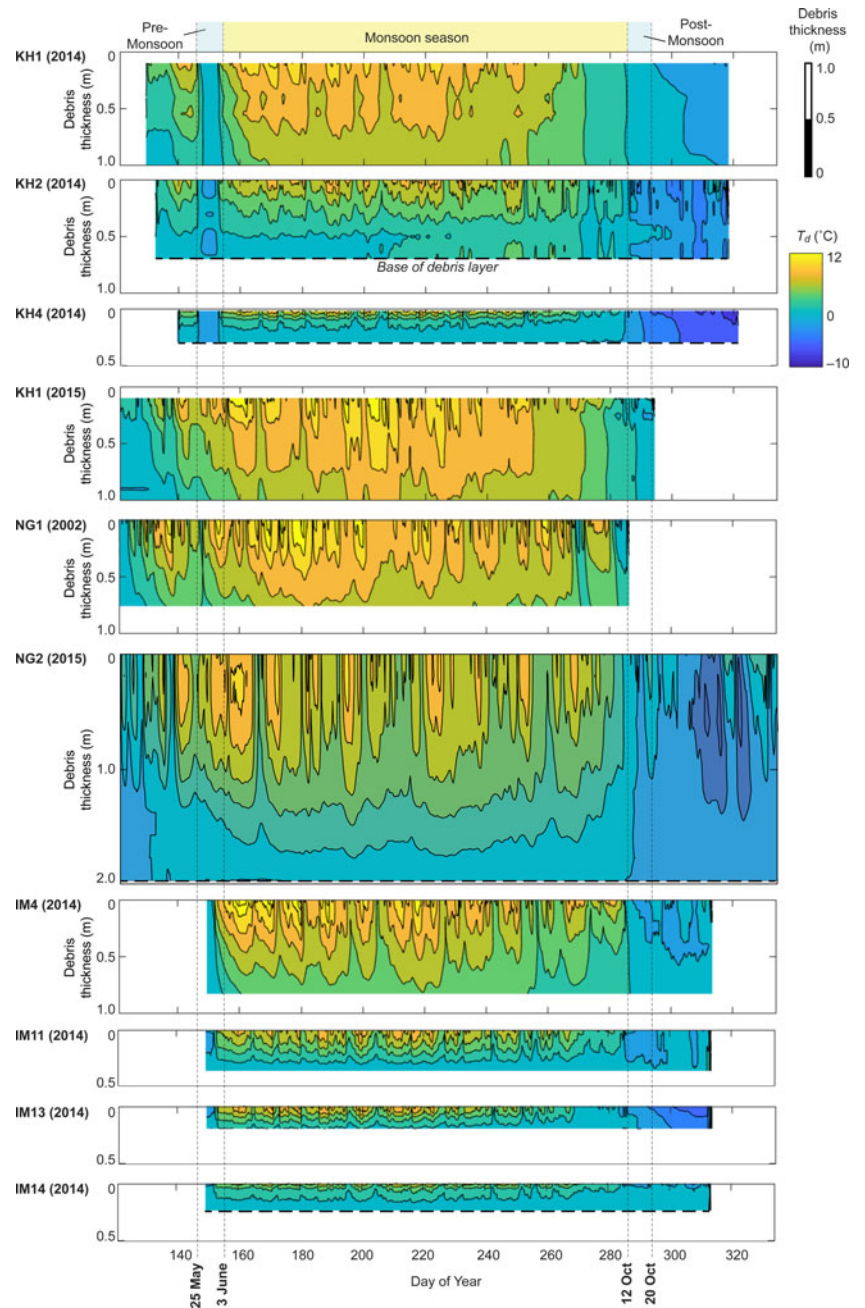 Pre-
Monsoon
Monsoon season
Post-
Monsoon
Debris
thickness
(m)
1.0
0.5
0
KH1 (2014)
Debris
thickness (m)
0
0.5
1.0
KH2 (2014)
Debris
thickness (m)
0
0.5
1.0
Base of debris layer
T_d (˚C)
12
0
−10
KH4 (2014)
0
0.5
KH1 (2015)
Debris
thickness (m)
0
0.5
1.0
NG1 (2002)
Debris
thickness (m)
0
0.5
1.0
NG2 (2015)
Debris
thickness (m)
0
1.0
2.0
IM4 (2014)
Debris
thickness (m)
0
0.5
1.0
IM11 (2014)
0
0.5
IM13 (2014)
0
0.5
IM14 (2014)
0
0.5
140 160 180 200 220 240 260 280 300 320
25 May
3 June
Day of Year
12 Oct
20 Oct